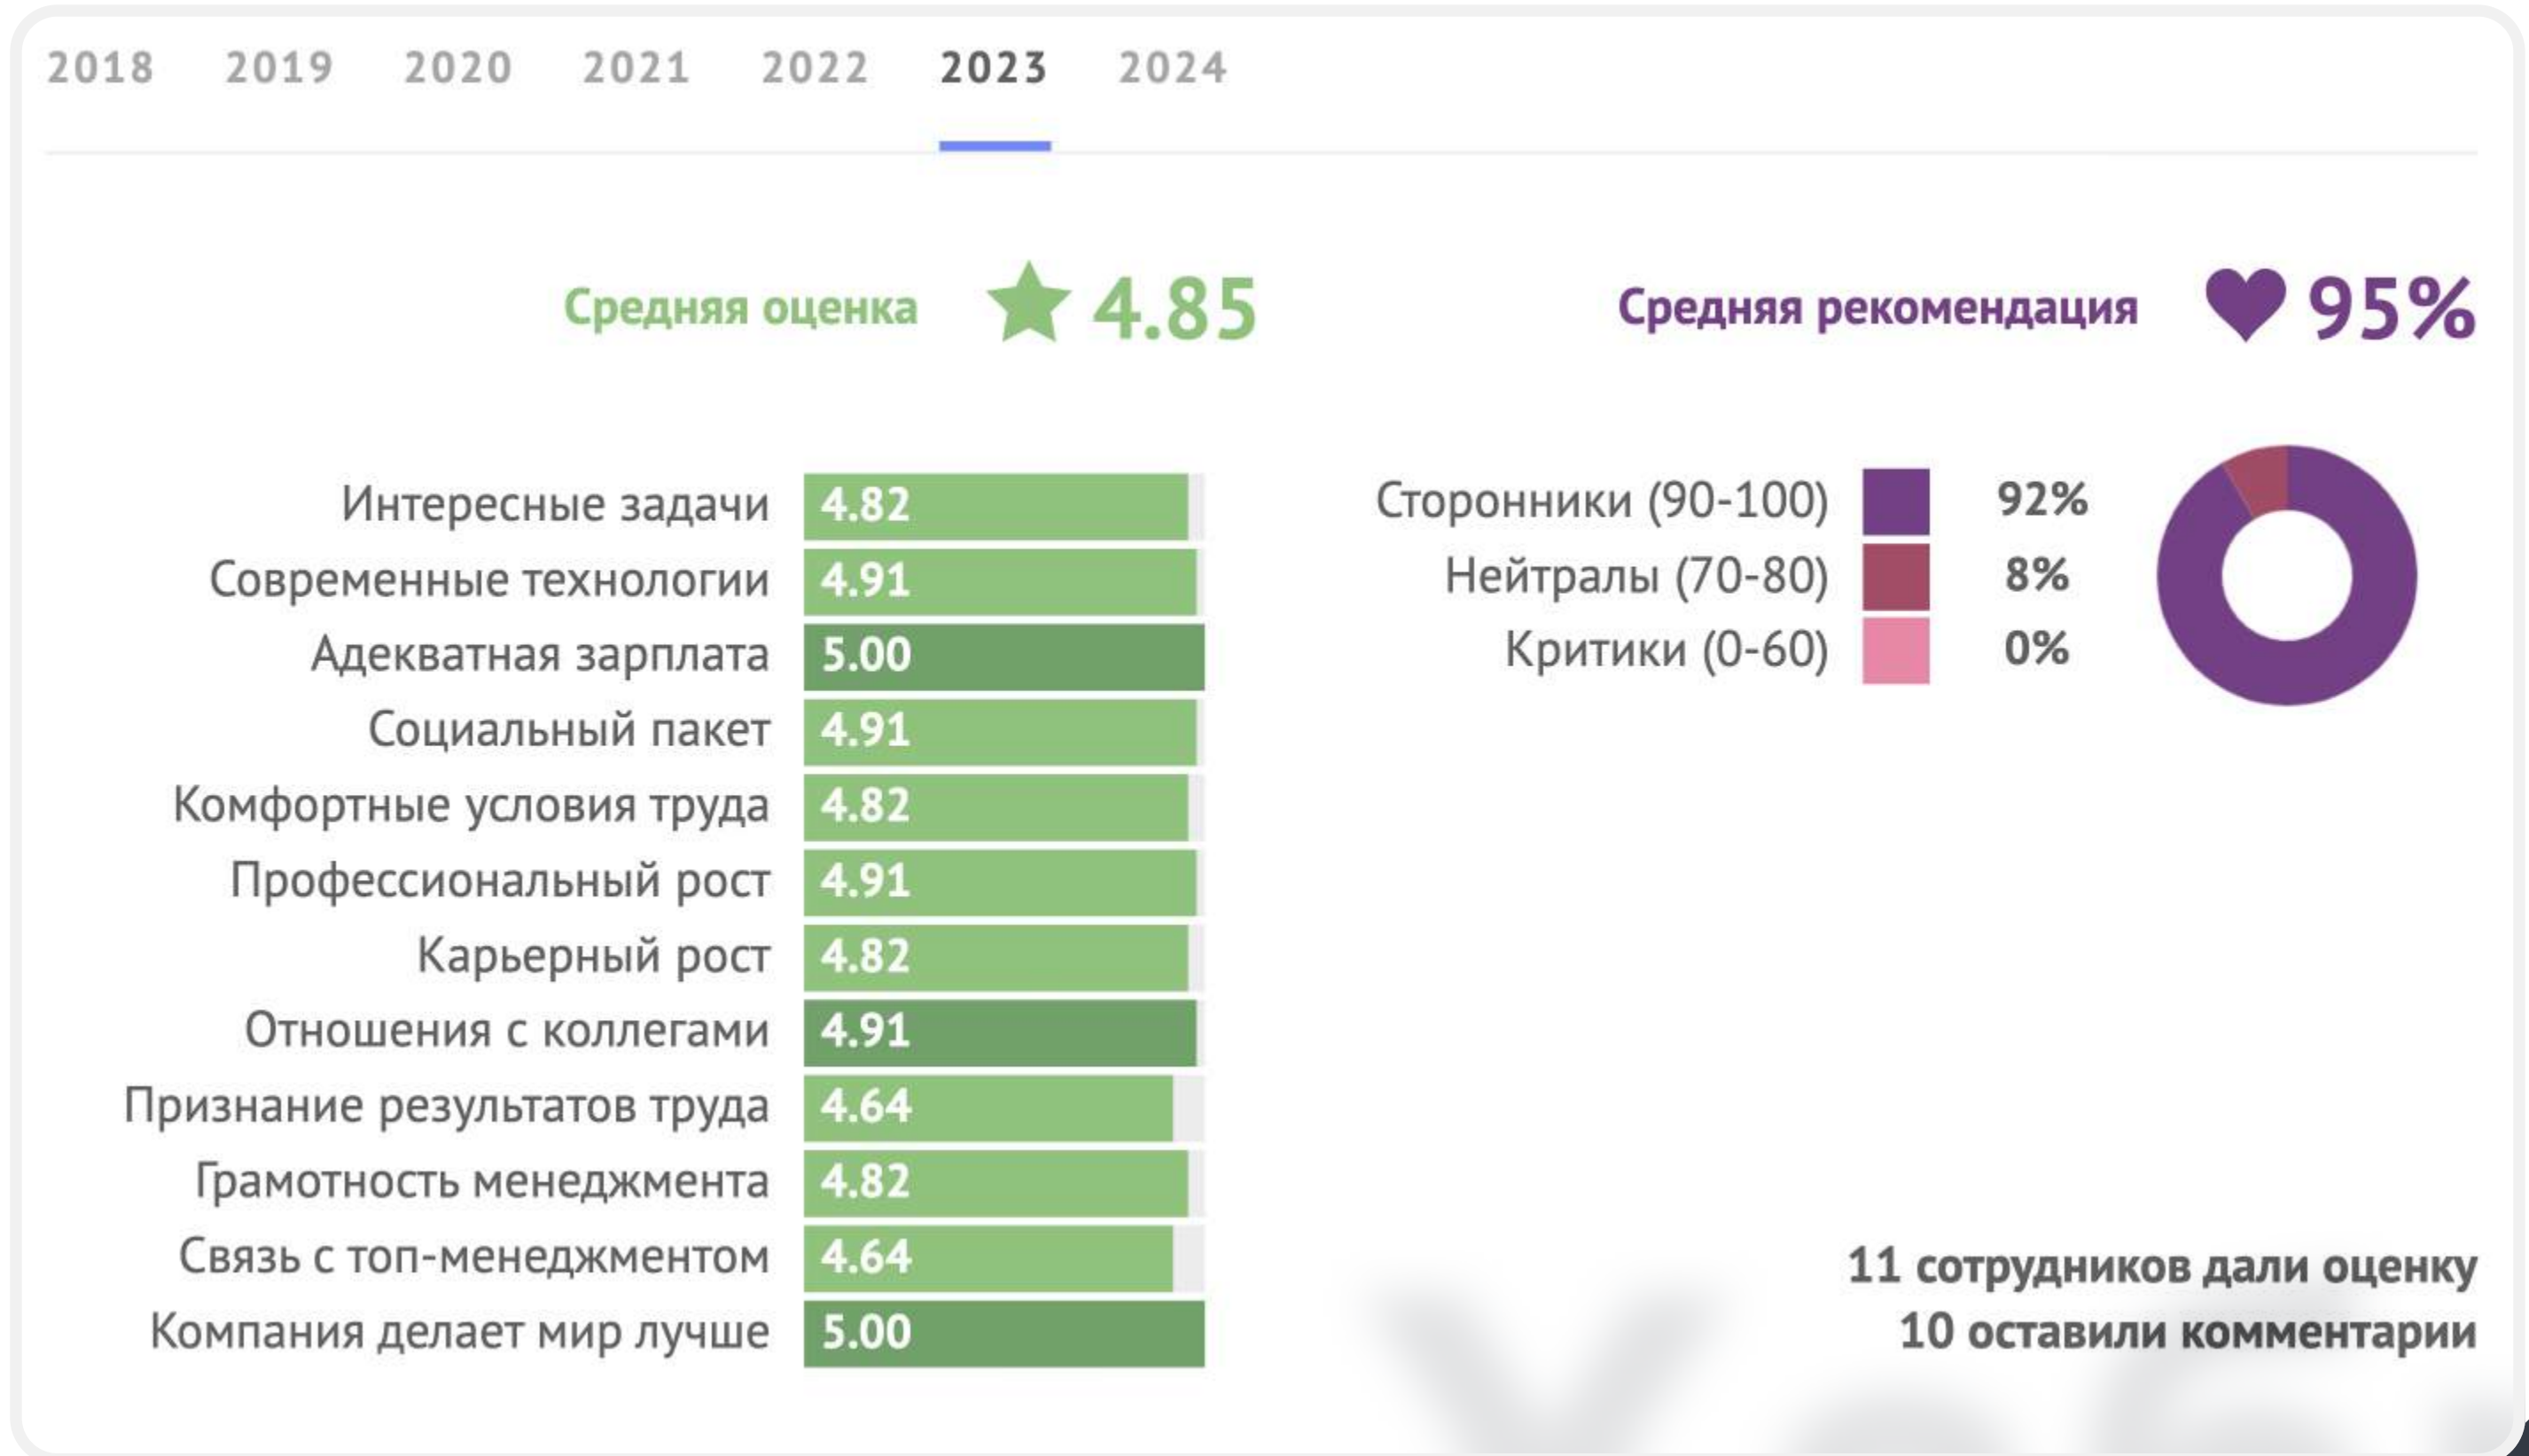 2018 2019 2020 2021 2022 2023 2024
Средняя оценка 4.85
Средняя рекомендация 95%
Интересные задачи 4.82
Современные технологии 4.91
Адекватная зарплата 5.00
Социальный пакет 4.91
Комфортные условия труда 4.82
Профессиональный рост 4.91
Карьерный рост 4.82
Отношения с коллегами 4.91
Признание результатов труда 4.64
Грамотность менеджмента 4.82
Связь с топ-менеджментом 4.64
Компания делает мир лучше 5.00
Сторонники (90-100) 92%
Нейтралы (70-80) 8%
Критики (0-60) 0%
11 сотрудников дали оценку
10 оставили комментарии